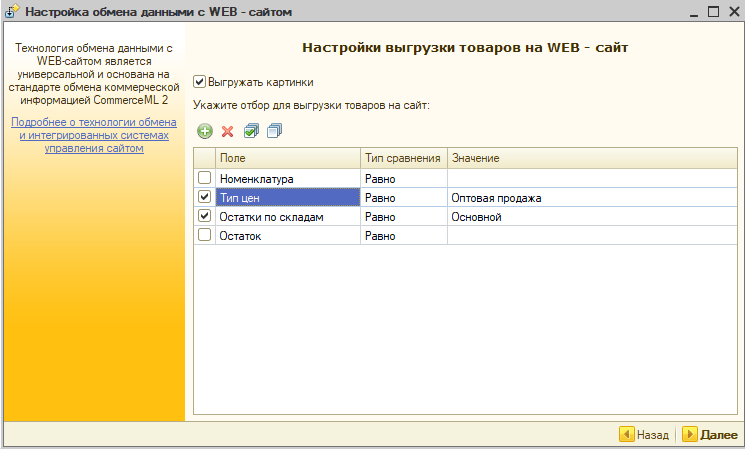 Настройка обмена данными с WEB - сайтом
Технология обмена данными с
WEB-сайтом является
универсальной и основана на
стандарте обмена коммерческой
информацией CommerceML 2
Подробнее о технологии обмена
и интегрированных системах
управления сайтом
Настройки выгрузки товаров на WEB - сайт
Выгружать картинки
Укажите отбор для выгрузки товаров на сайт:
Поле Тип сравнения Значение
Номенклатура Равно
Тип цен Равно Оптовая продажа
Остатки по складам Равно Основной
Остаток Равно
Назад Далее